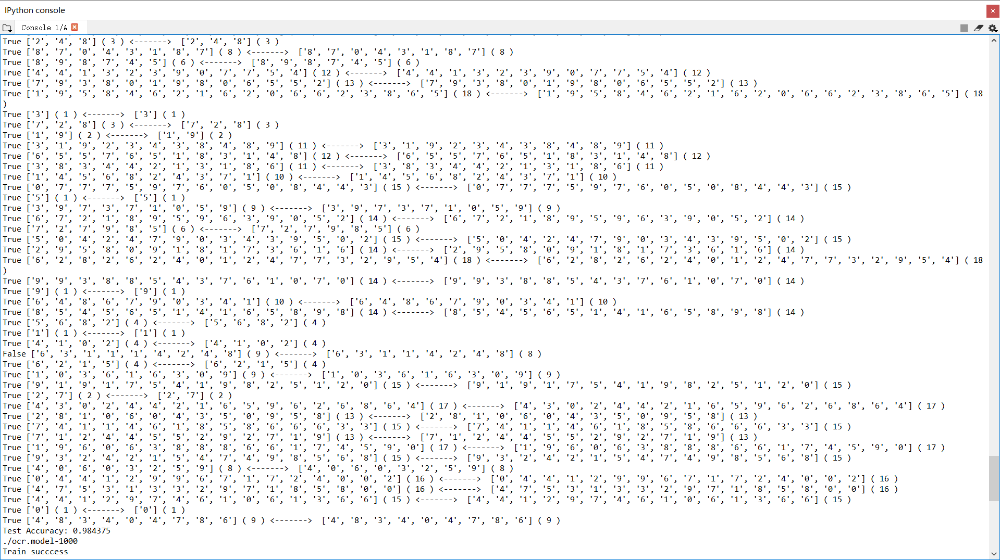 IPython console
Console 1/A
True ['2', '4', '8'] ( 3 ) <------->  ['2', '4', '8'] ( 3 )
True ['8', '7', '0', '4', '3', '1', '8', '7'] ( 8 ) <------->  ['8', '7', '0', '4', '3', '1', '8', '7'] ( 8 )
True ['8', '9', '8', '7', '4', '5'] ( 6 ) <------->  ['8', '9', '8', '7', '4', '5'] ( 6 )
True ['4', '4', '1', '3', '2', '3', '9', '0', '7', '7', '5', '4'] ( 12 ) <------->  ['4', '4', '1', '3', '2', '3', '9', '0', '7', '7', '5', '4'] ( 12 )
True ['7', '9', '3', '8', '0', '1', '9', '8', '0', '6', '5', '5', '2'] ( 13 ) <------->  ['7', '9', '3', '8', '0', '1', '9', '8', '0', '6', '5', '5', '2'] ( 13 )
True ['1', '9', '5', '8', '4', '6', '2', '1', '6', '2', '0', '6', '6', '2', '3', '8', '6', '5'] ( 18 ) <------->  ['1', '9', '5', '8', '4', '6', '2', '1', '6', '2', '0', '6', '6', '2', '3', '8', '6', '5'] ( 18
)
True ['3'] ( 1 ) <------->  ['3'] ( 1 )
True ['7', '2', '8'] ( 3 ) <------->  ['7', '2', '8'] ( 3 )
True ['1', '9'] ( 2 ) <------->  ['1', '9'] ( 2 )
True ['3', '1', '9', '2', '3', '4', '3', '8', '4', '8', '9'] ( 11 ) <------->  ['3', '1', '9', '2', '3', '4', '3', '8', '4', '8', '9'] ( 11 )
True ['6', '5', '5', '7', '6', '5', '1', '8', '3', '1', '4', '8'] ( 12 ) <------->  ['6', '5', '5', '7', '6', '5', '1', '8', '3', '1', '4', '8'] ( 12 )
True ['3', '8', '3', '4', '4', '2', '1', '3', '1', '8', '6'] ( 11 ) <------->  ['3', '8', '3', '4', '4', '2', '1', '3', '1', '8', '6'] ( 11 )
True ['1', '4', '5', '6', '8', '2', '4', '3', '7', '1'] ( 10 ) <------->  ['1', '4', '5', '6', '8', '2', '4', '3', '7', '1'] ( 10 )
True ['0', '7', '7', '7', '5', '9', '7', '6', '0', '5', '0', '8', '4', '4', '3'] ( 15 ) <------->  ['0', '7', '7', '7', '5', '9', '7', '6', '0', '5', '0', '8', '4', '4', '3'] ( 15 )
True ['5'] ( 1 ) <------->  ['5'] ( 1 )
True ['3', '9', '7', '3', '7', '1', '0', '5', '9'] ( 9 ) <------->  ['3', '9', '7', '3', '7', '1', '0', '5', '9'] ( 9 )
True ['6', '7', '2', '1', '8', '9', '5', '9', '6', '3', '9', '0', '5', '2'] ( 14 ) <------->  ['6', '7', '2', '1', '8', '9', '5', '9', '6', '3', '9', '0', '5', '2'] ( 14 )
True ['7', '2', '7', '9', '8', '5'] ( 6 ) <------->  ['7', '2', '7', '9', '8', '5'] ( 6 )
True ['5', '0', '4', '2', '4', '7', '9', '0', '3', '4', '3', '9', '5', '0', '2'] ( 15 ) <------->  ['5', '0', '4', '2', '4', '7', '9', '0', '3', '4', '3', '9', '5', '0', '2'] ( 15 )
True ['2', '9', '5', '8', '0', '9', '1', '8', '1', '7', '3', '6', '1', '6'] ( 14 ) <------->  ['2', '9', '5', '8', '0', '9', '1', '8', '1', '7', '3', '6', '1', '6'] ( 14 )
True ['6', '2', '8', '2', '6', '2', '4', '0', '1', '2', '4', '7', '7', '3', '2', '9', '5', '4'] ( 18 ) <------->  ['6', '2', '8', '2', '6', '2', '4', '0', '1', '2', '4', '7', '7', '3', '2', '9', '5', '4'] ( 18
)
True ['9', '9', '3', '8', '8', '5', '4', '3', '7', '6', '1', '0', '7', '0'] ( 14 ) <------->  ['9', '9', '3', '8', '8', '5', '4', '3', '7', '6', '1', '0', '7', '0'] ( 14 )
True ['9'] ( 1 ) <------->  ['9'] ( 1 )
True ['6', '4', '8', '6', '7', '9', '0', '3', '4', '1'] ( 10 ) <------->  ['6', '4', '8', '6', '7', '9', '0', '3', '4', '1'] ( 10 )
True ['8', '5', '4', '5', '6', '5', '1', '4', '1', '6', '5', '8', '9', '8'] ( 14 ) <------->  ['8', '5', '4', '5', '6', '5', '1', '4', '1', '6', '5', '8', '9', '8'] ( 14 )
True ['5', '6', '8', '2'] ( 4 ) <------->  ['5', '6', '8', '2'] ( 4 )
True ['1'] ( 1 ) <------->  ['1'] ( 1 )
True ['4', '1', '0', '2'] ( 4 ) <------->  ['4', '1', '0', '2'] ( 4 )
False ['6', '3', '1', '1', '1', '4', '2', '4', '8'] ( 9 ) <------->  ['6', '3', '1', '1', '4', '2', '4', '8'] ( 8 )
True ['6', '2', '1', '5'] ( 4 ) <------->  ['6', '2', '1', '5'] ( 4 )
True ['1', '0', '3', '6', '1', '6', '3', '0', '9'] ( 9 ) <------->  ['1', '0', '3', '6', '1', '6', '3', '0', '9'] ( 9 )
True ['9', '1', '9', '1', '7', '5', '4', '1', '9', '8', '2', '5', '1', '2', '0'] ( 15 ) <------->  ['9', '1', '9', '1', '7', '5', '4', '1', '9', '8', '2', '5', '1', '2', '0'] ( 15 )
True ['2', '7'] ( 2 ) <------->  ['2', '7'] ( 2 )
True ['4', '3', '0', '2', '4', '4', '2', '1', '6', '5', '9', '6', '2', '6', '8', '6', '4'] ( 17 ) <------->  ['4', '3', '0', '2', '4', '4', '2', '1', '6', '5', '9', '6', '2', '6', '8', '6', '4'] ( 17 )
True ['2', '8', '1', '0', '6', '0', '4', '3', '5', '0', '9', '5', '8'] ( 13 ) <------->  ['2', '8', '1', '0', '6', '0', '4', '3', '5', '0', '9', '5', '8'] ( 13 )
True ['7', '4', '1', '1', '4', '6', '1', '8', '5', '8', '6', '6', '6', '3', '3'] ( 15 ) <------->  ['7', '4', '1', '1', '4', '6', '1', '8', '5', '8', '6', '6', '6', '3', '3'] ( 15 )
True ['7', '1', '2', '4', '4', '5', '5', '2', '9', '2', '7', '1', '9'] ( 13 ) <------->  ['7', '1', '2', '4', '4', '5', '5', '2', '9', '2', '7', '1', '9'] ( 13 )
True ['1', '9', '6', '0', '6', '3', '8', '8', '8', '6', '6', '1', '7', '4', '5', '9', '0'] ( 17 ) <------->  ['1', '9', '6', '0', '6', '3', '8', '8', '8', '6', '6', '1', '7', '4', '5', '9', '0'] ( 17 )
True ['9', '3', '2', '4', '2', '1', '5', '4', '7', '4', '9', '8', '5', '6', '8'] ( 15 ) <------->  ['9', '3', '2', '4', '2', '1', '5', '4', '7', '4', '9', '8', '5', '6', '8'] ( 15 )
True ['4', '0', '6', '0', '3', '2', '5', '9'] ( 8 ) <------->  ['4', '0', '6', '0', '3', '2', '5', '9'] ( 8 )
True ['0', '4', '4', '1', '2', '9', '9', '6', '7', '1', '7', '2', '4', '0', '0', '2'] ( 16 ) <------->  ['0', '4', '4', '1', '2', '9', '9', '6', '7', '1', '7', '2', '4', '0', '0', '2'] ( 16 )
True ['4', '7', '5', '3', '1', '3', '3', '2', '9', '7', '1', '8', '5', '8', '0', '0'] ( 16 ) <------->  ['4', '7', '5', '3', '1', '3', '3', '2', '9', '7', '1', '8', '5', '8', '0', '0'] ( 16 )
True ['4', '4', '1', '2', '9', '7', '4', '6', '1', '0', '6', '1', '3', '6', '6'] ( 15 ) <------->  ['4', '4', '1', '2', '9', '7', '4', '6', '1', '0', '6', '1', '3', '6', '6'] ( 15 )
True ['0'] ( 1 ) <------->  ['0'] ( 1 )
True ['4', '8', '3', '4', '0', '4', '7', '8', '6'] ( 9 ) <------->  ['4', '8', '3', '4', '0', '4', '7', '8', '6'] ( 9 )
Test Accuracy: 0.984375
./ocr.model-1000
Train succcess